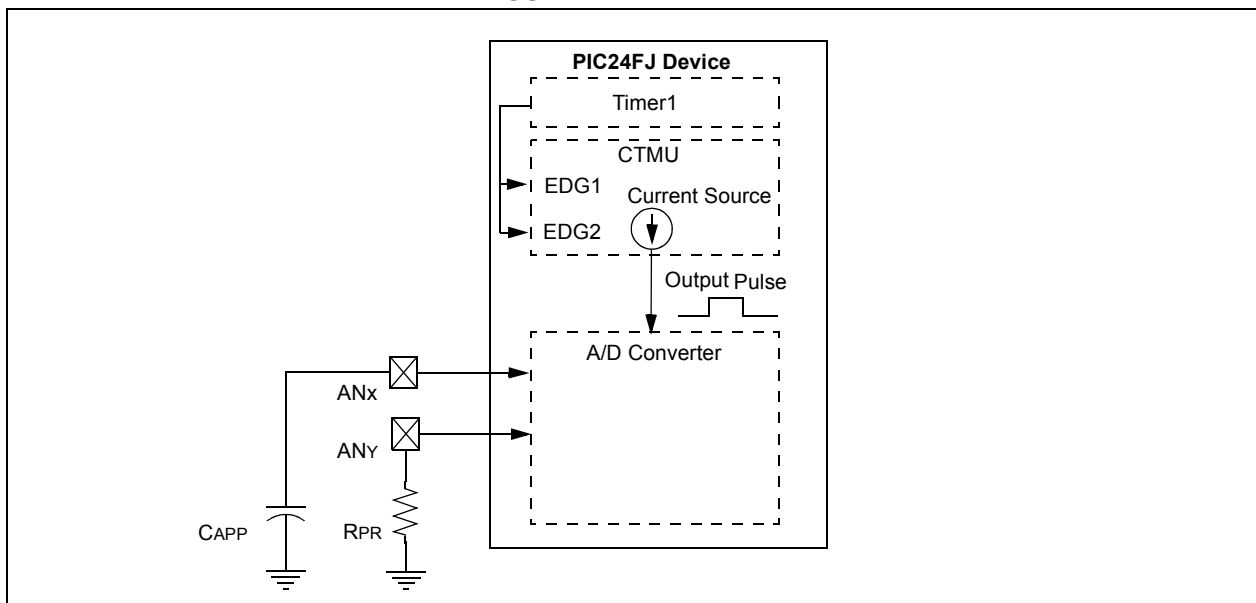 PIC24FJ Device
Timer1
CTMU
EDG1
Current Source
EDG2
Output Pulse
A/D Converter
ANX
ANY
CAPP
RPR